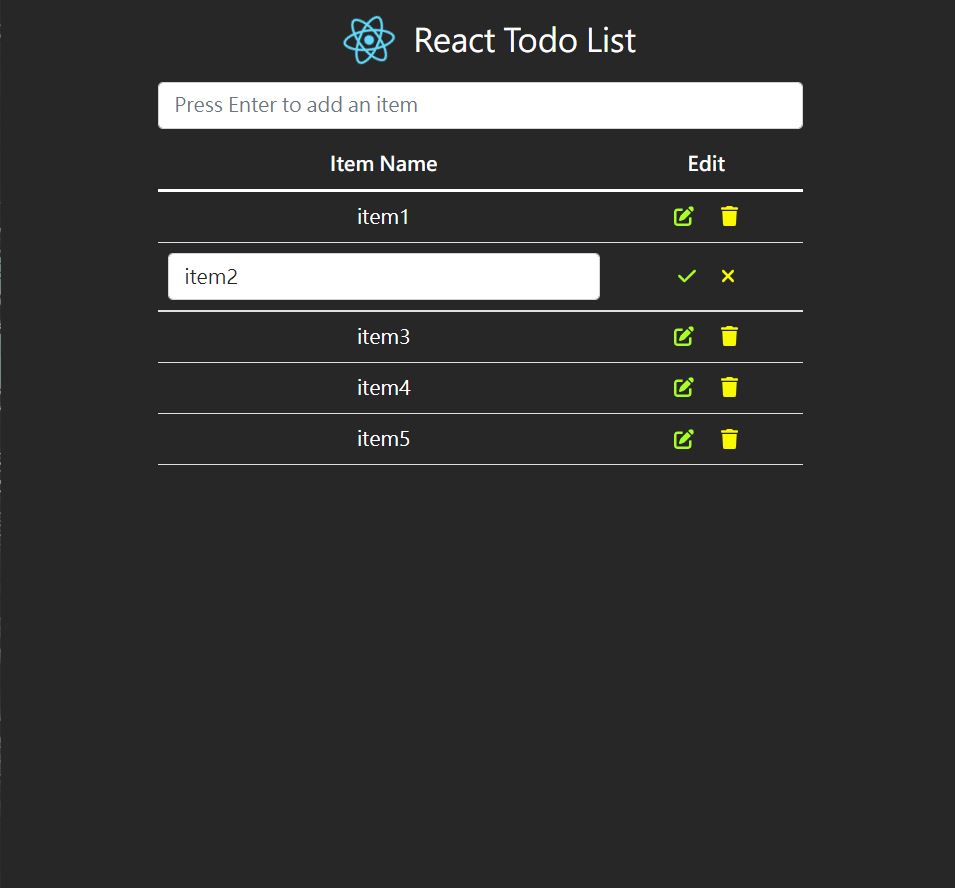 React Todo List
Press Enter to add an item
Item Name Edit
item1
item2
item3
item4
item5